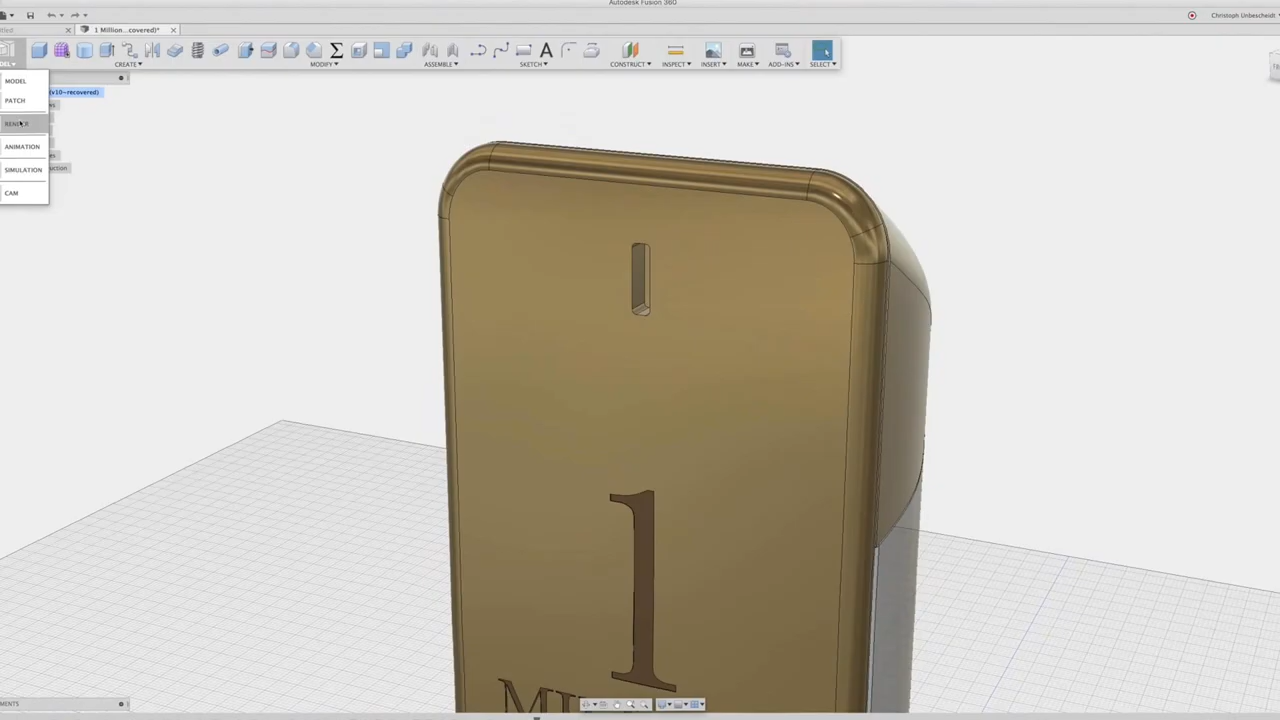 Autodesk Fusion 360
Christoph Unbescheidt
1 Million...covered)*
CREATE
MODIFY
ASSEMBLE
SKETCH
CONSTRUCT
INSPECT
INSERT
MAKE
ADD-INS
SELECT
MODEL
(v10~recovered)
PATCH
RENDER
ANIMATION
SIMULATION
CAM
1